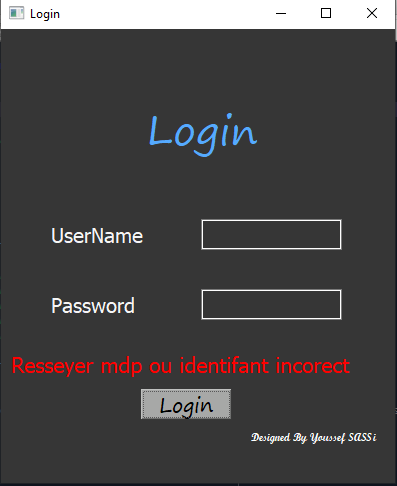 Login
Login
UserName
Password
Resseyer mdp ou identifant incorect
Login
Designed By Youssef SASSi